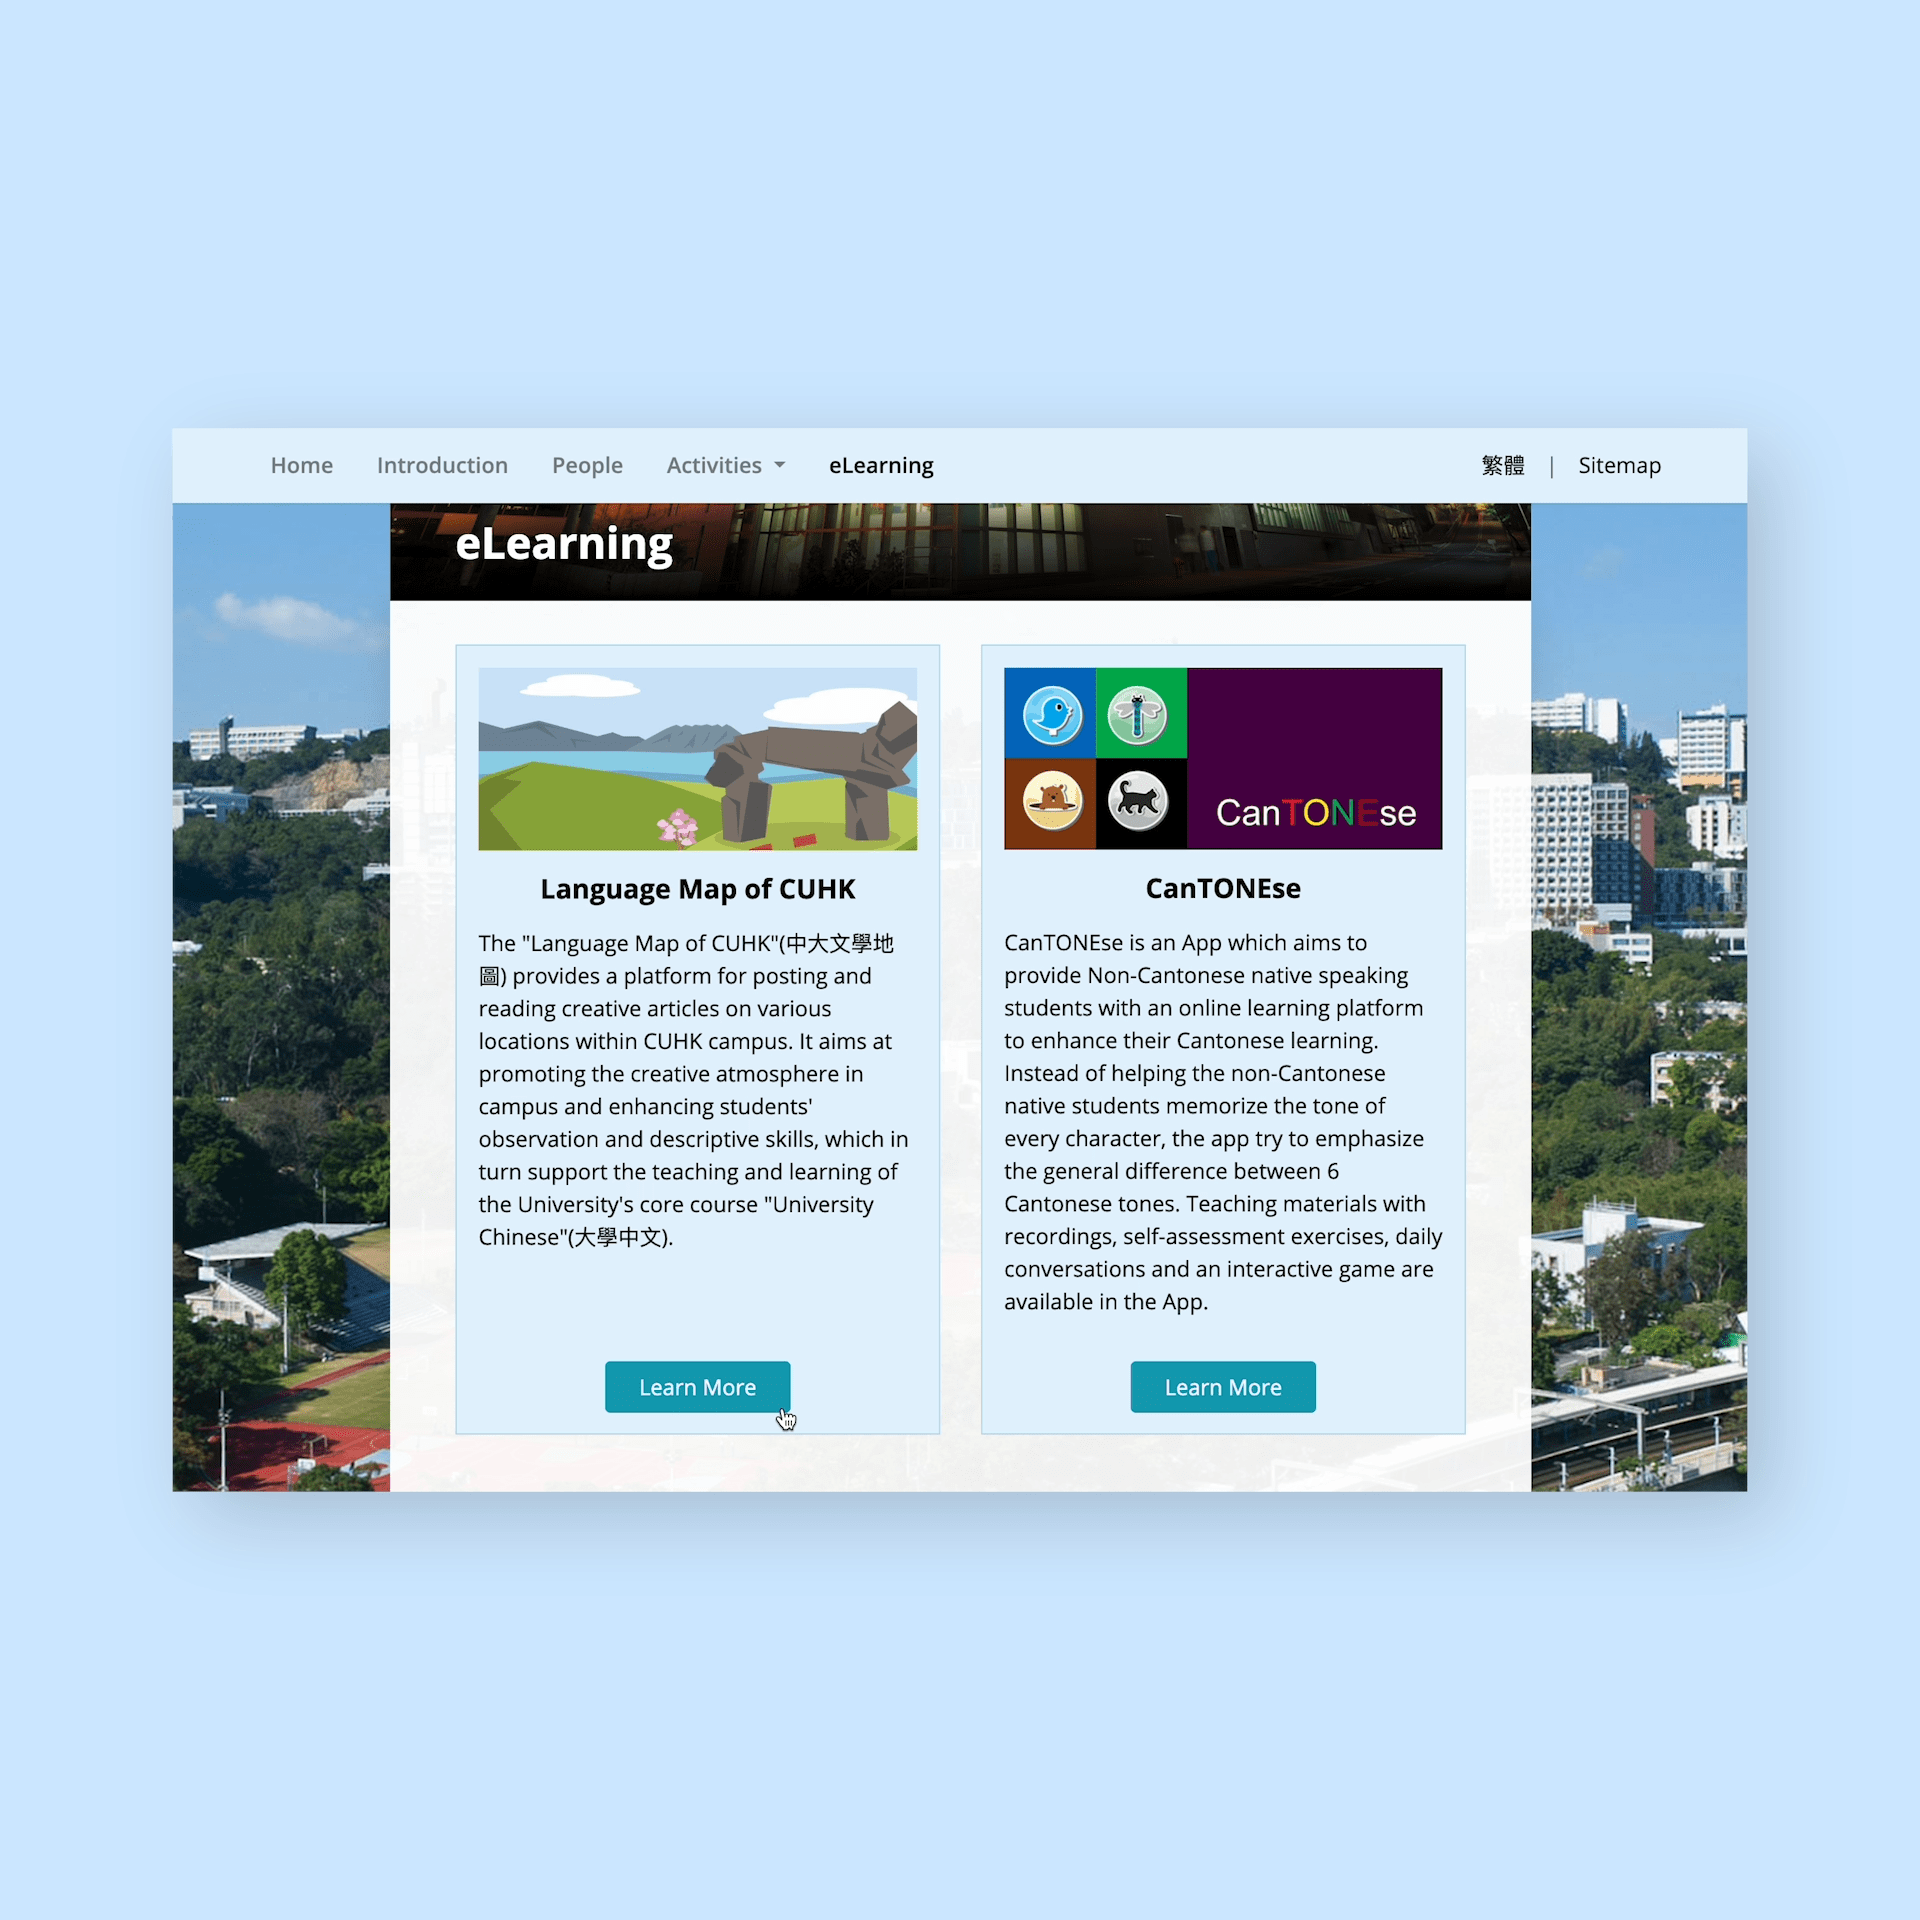 Home Introduction People Activities eLearning 繁體 | Sitemap
eLearning
CanTONEse
Language Map of CUHK
The "Language Map of CUHK"(中大文學地
圖) provides a platform for posting and
reading creative articles on various
locations within CUHK campus. It aims at
promoting the creative atmosphere in
campus and enhancing students'
observation and descriptive skills, which in
turn support the teaching and learning of
the University's core course "University
Chinese"(大學中文).
Learn More
CanTONEse
CanTONEse is an App which aims to
provide Non-Cantonese native speaking
students with an online learning platform
to enhance their Cantonese learning.
Instead of helping the non-Cantonese
native students memorize the tone of
every character, the app try to emphasize
the general difference between 6
Cantonese tones. Teaching materials with
recordings, self-assessment exercises, daily
conversations and an interactive game are
available in the App.
Learn More